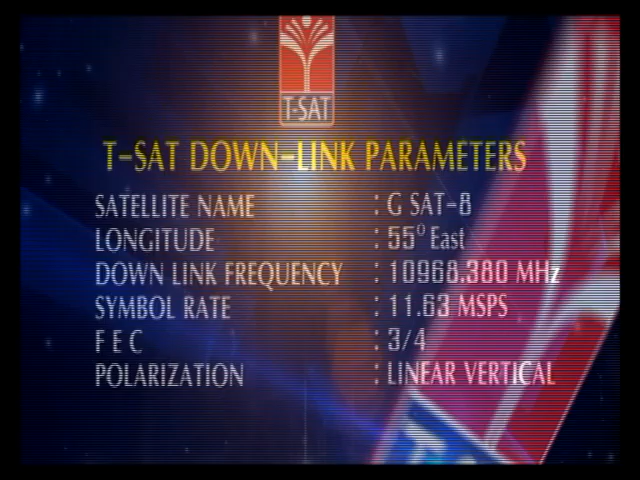 T-SAT
T-SAT DOWN-LINK PARAMETERS
SATELLITE NAME : G SAT-8
LONGITUDE : 55⁰ East
DOWN LINK FREQUENCY : 10968.380 MHz
SYMBOL RATE : 11.63 MSPS
F E C : 3/4
POLARIZATION : LINEAR VERTICAL